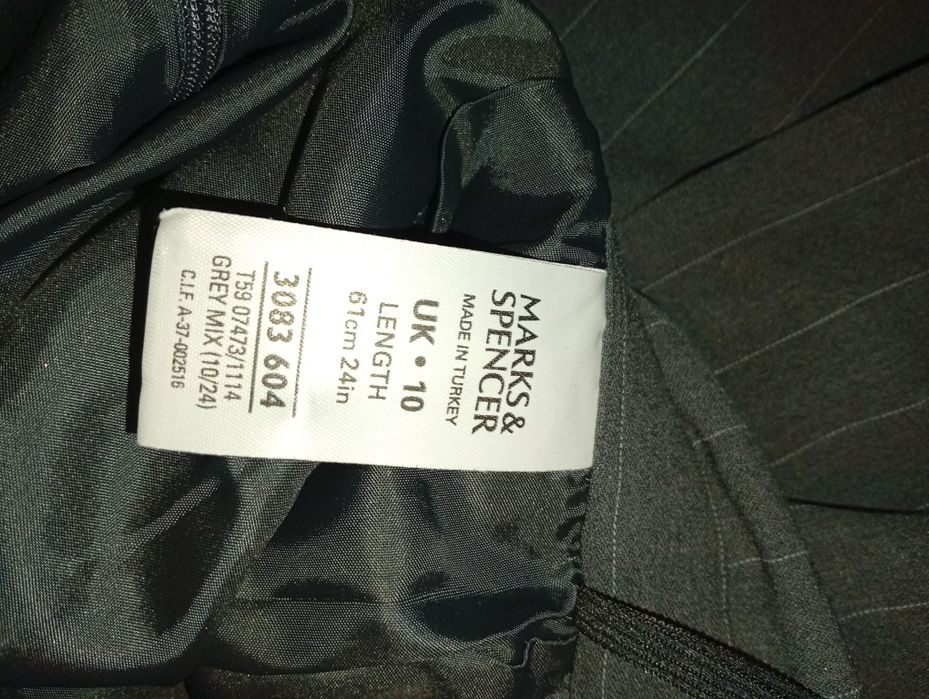 MARKS &
SPENCER
MADE IN TURKEY
UK • 10
LENGTH
61cm 24in
3083 604
T59 07473/1114
GREY MIX (10/24)
C.I.F. A-37-002516